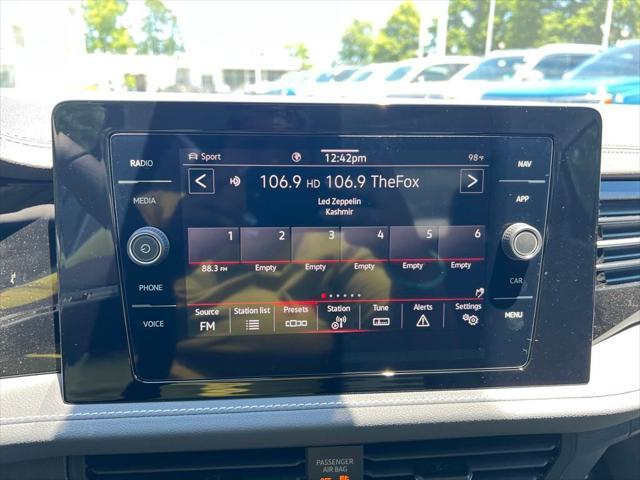 Sport
12:42pm
98°F
RADIO
MEDIA
PHONE
VOICE
< HD 106.9 HD 106.9 TheFox >
Led Zeppelin
Kashmir
1 2 3 4 5 6
88.3 FM Empty Empty Empty Empty Empty
Source Station list Presets Station Tune Alerts Settings
FM
NAV
APP
CAR
MENU
PASSENGER
AIR BAG